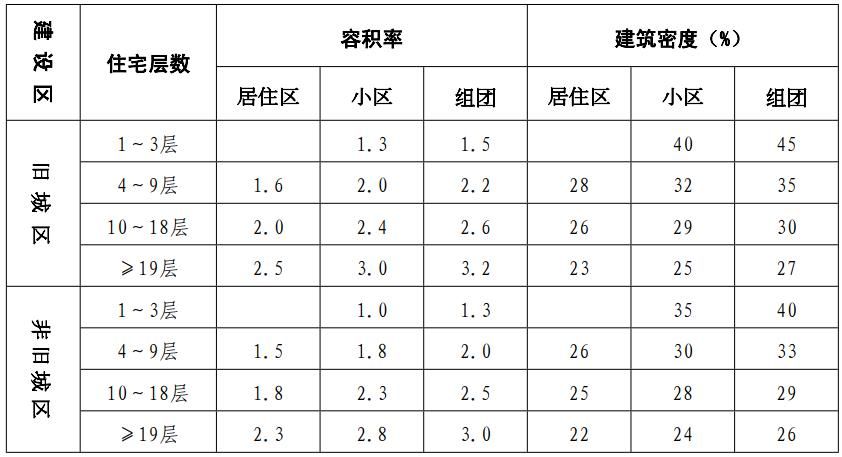 建设区 住宅层数 容积率 建筑密度（%）
居住区 小区 组团 居住区 小区 组团
旧城区
1～3层 1.3 1.5 40 45
4～9层 1.6 2.0 2.2 28 32 35
10～18层 2.0 2.4 2.6 26 29 30
≥19层 2.5 3.0 3.2 23 25 27
非旧城区
1～3层 1.0 1.3 35 40
4～9层 1.5 1.8 2.0 26 30 33
10～18层 1.8 2.3 2.5 25 28 29
≥19层 2.3 2.8 3.0 22 24 26